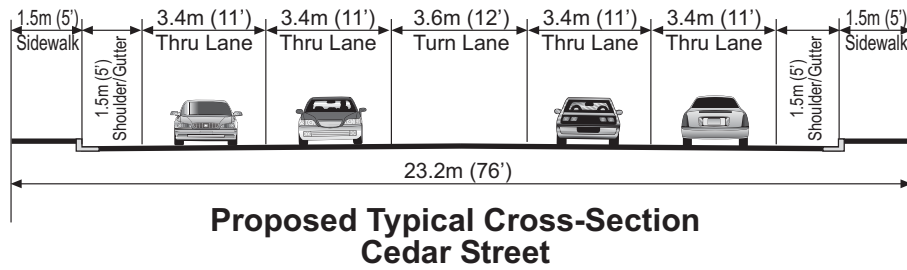 1.5m (5’) 3.4m (11’) 3.4m (11’) 3.6m (12’) 3.4m (11’) 3.4m (11’) 1.5m (5’)
Sidewalk Thru Lane Thru Lane Turn Lane Thru Lane Thru Lane Sidewalk
1.5m (5’)
Shoulder/Gutter
1.5m (5’)
Shoulder/Gutter
23.2m (76’)
Proposed Typical Cross-Section
Cedar Street